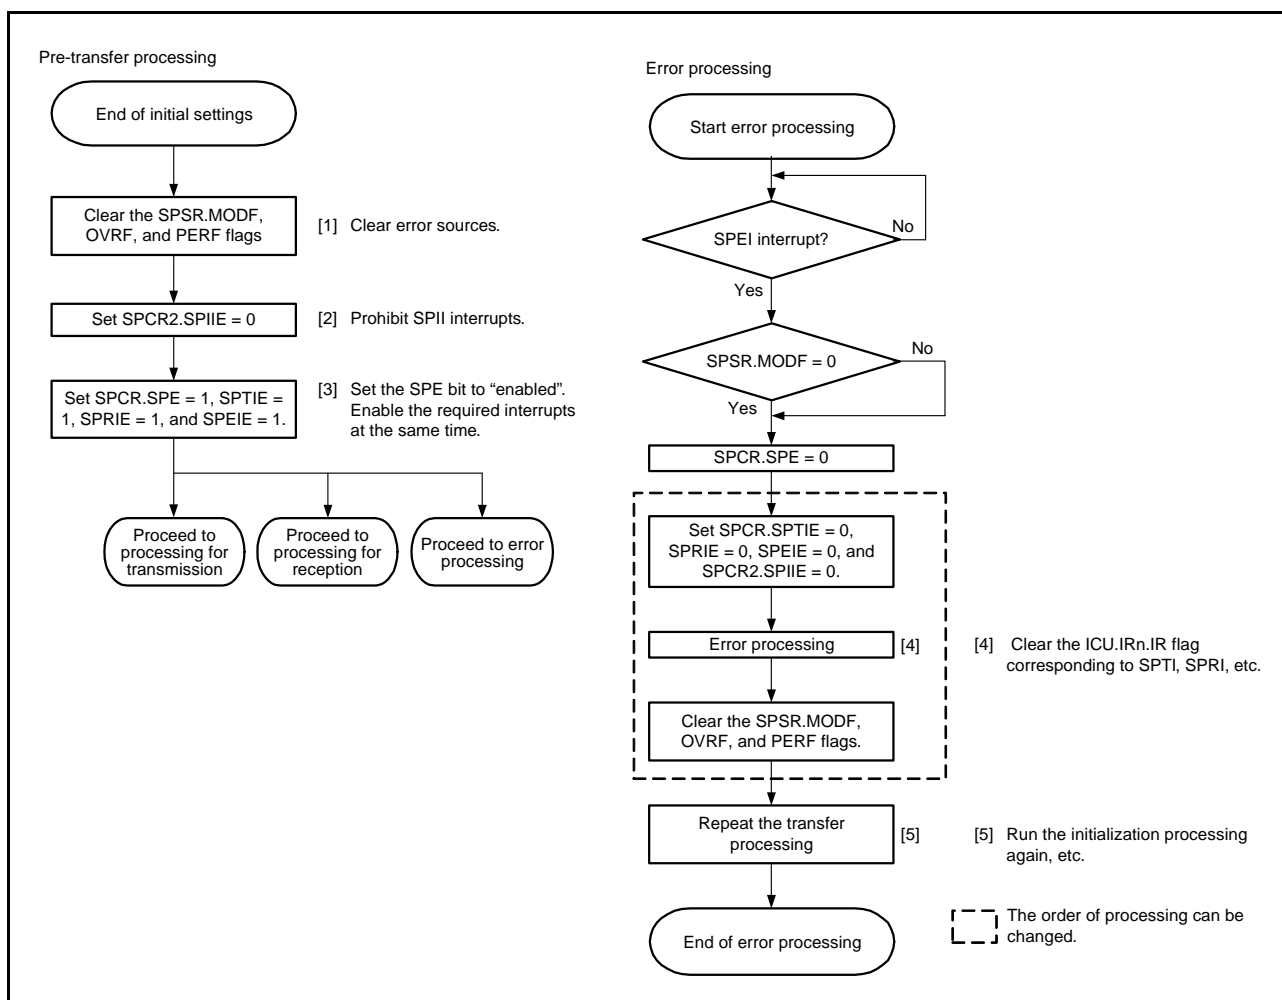 Pre-transfer processing
End of initial settings
Clear the SPSR.MODF,
OVRF, and PERF flags
[1] Clear error sources.
Set SPCR2.SPIIE = 0
[2] Prohibit SPII interrupts.
Set SPCR.SPE = 1, SPTIE =
1, SPRIE = 1, and SPEIE = 1.
[3] Set the SPE bit to “enabled”.
Enable the required interrupts
at the same time.
Proceed to
processing for
transmission
Proceed to
processing for
reception
Proceed to error
processing
Error processing
Start error processing
SPEI interrupt?
No
Yes
SPSR.MODF = 0
No
Yes
SPCR.SPE = 0
Set SPCR.SPTIE = 0,
SPRIE = 0, SPEIE = 0, and
SPCR2.SPIIE = 0.
Error processing
[4]
[4] Clear the ICU.IRn.IR flag
corresponding to SPTI, SPRI, etc.
Clear the SPSR.MODF,
OVRF, and PERF flags.
Repeat the transfer
processing
[5]
[5] Run the initialization processing
again, etc.
End of error processing
The order of processing can be
changed.